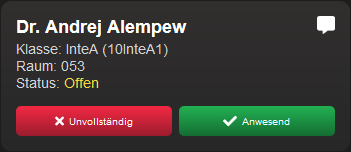 Dr. Andrej Alempew
Klasse: InteA (10InteA1)
Raum: 053
Status: Offen
Unvollständig
Anwesend